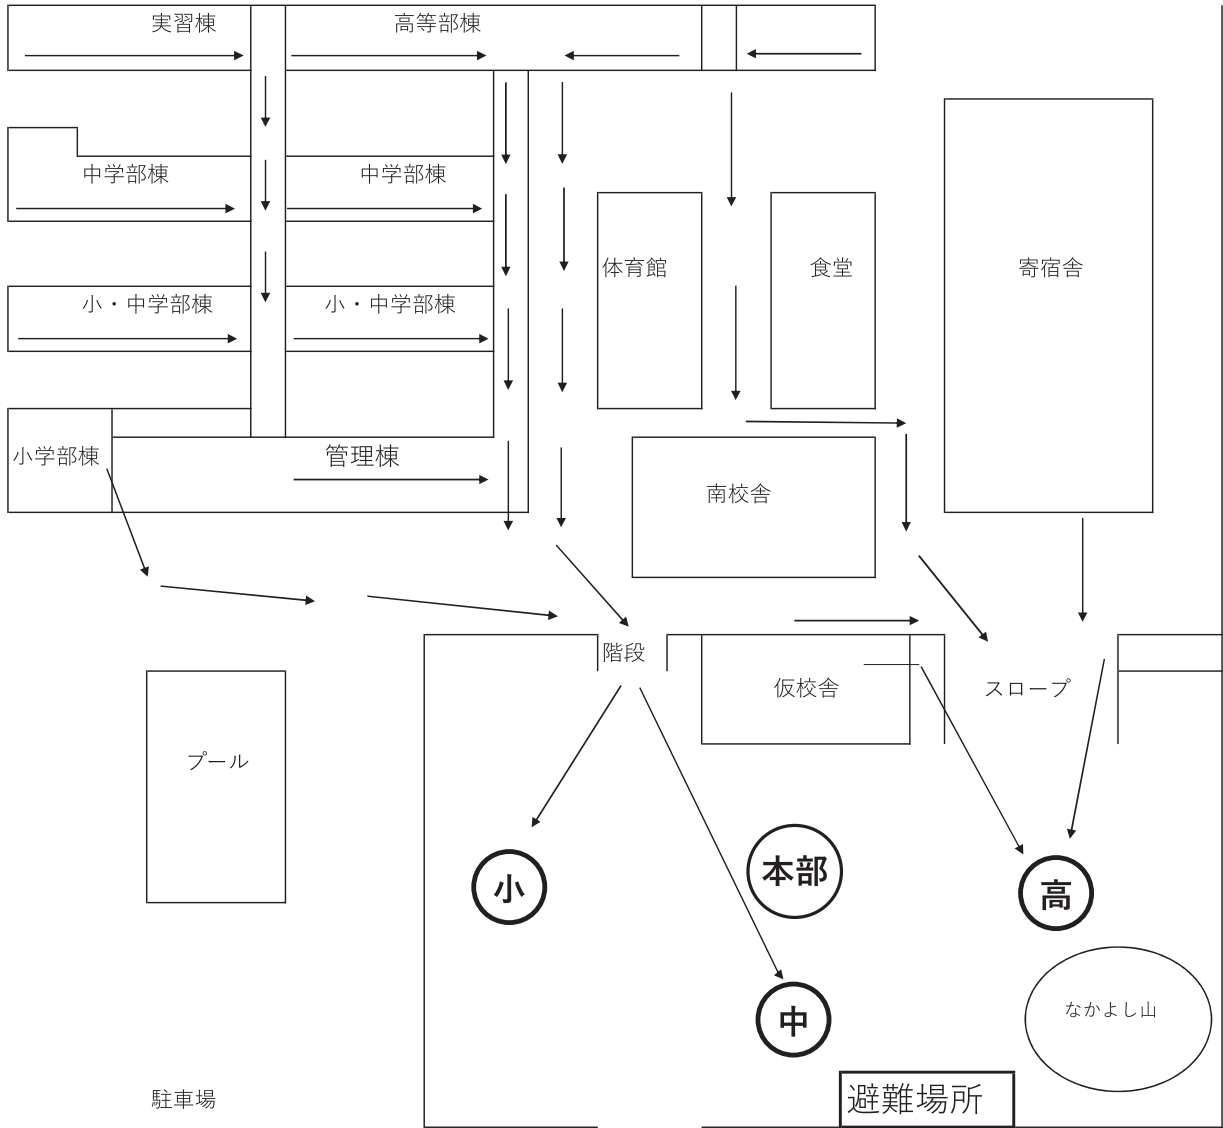 実習棟
高等部棟
中学部棟
中学部棟
体育館
食堂
寄宿舎
小・中学部棟
小・中学部棟
小学部棟
管理棟
南校舎
階段
仮校舎
スロープ
プール
小
本部
高
中
なかよし山
駐車場
避難場所